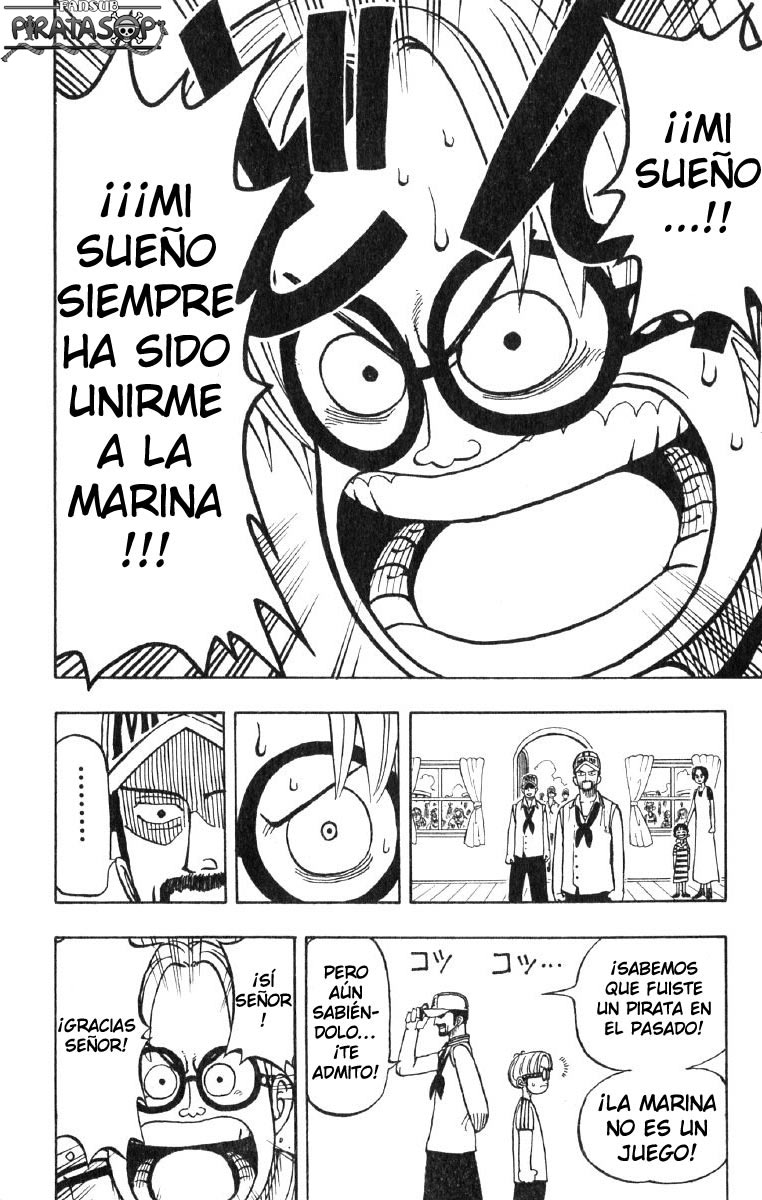 FANSUB
PIRATASOP
¡¡MI
SUEÑO
...!!
¡¡¡MI
SUEÑO
SIEMPRE
HA SIDO
UNIRME
A LA
MARINA
!!!
........
¡SABEMOS
QUE FUISTE
UN PIRATA EN
EL PASADO!
¡LA MARINA
NO ES UN
JUEGO!
コツ
コツ...
PERO
AÚN
SABIÉN-
DOLO...
¡TE
ADMITO!
¡SÍ
SEÑOR
!
¡GRACIAS
SEÑOR!